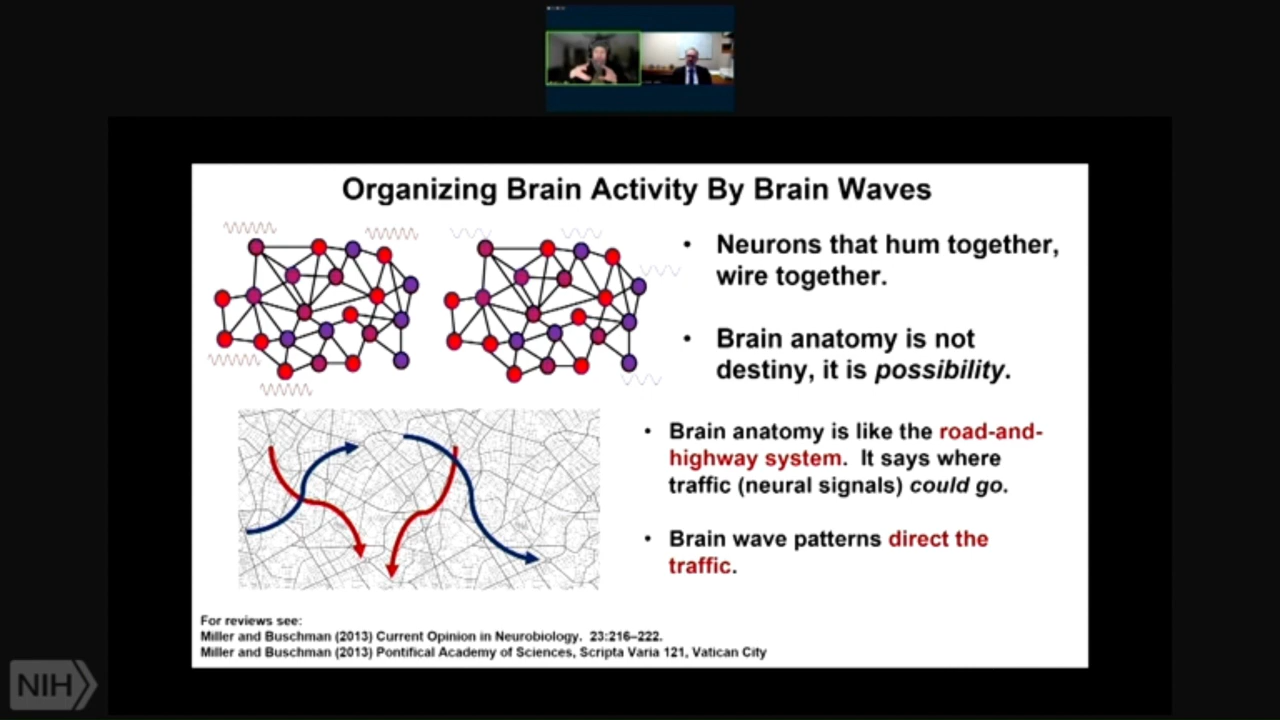 Organizing Brain Activity By Brain Waves
• Neurons that hum together,
wire together.
• Brain anatomy is not
destiny, it is possibility.
• Brain anatomy is like the road-and-
highway system. It says where
traffic (neural signals) could go.
• Brain wave patterns direct the
traffic.
For reviews see:
Miller and Buschman (2013) Current Opinion in Neurobiology. 23:216–222.
Miller and Buschman (2013) Pontifical Academy of Sciences, Scripta Varia 121, Vatican City
NIH